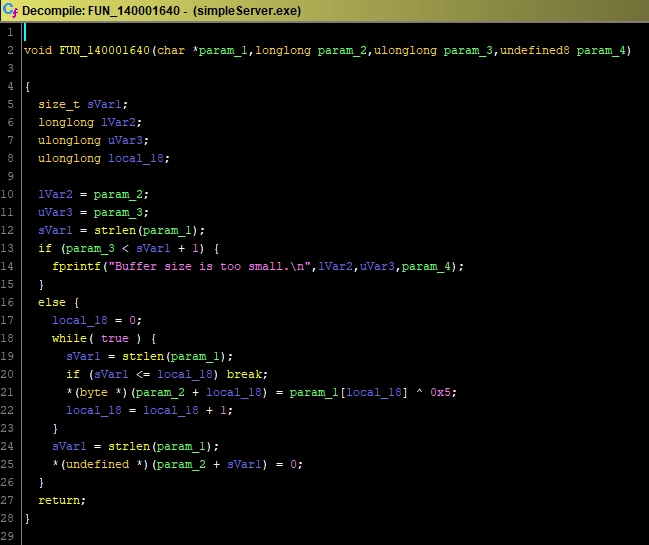 Decompile: FUN_140001640 - (simpleServer.exe)
1
2 void FUN_140001640(char *param_1,longlong param_2,ulonglong param_3,undefined8 param_4)
3
4 {
5   size_t sVar1;
6   longlong lVar2;
7   ulonglong uVar3;
8   ulonglong local_18;
9
10   lVar2 = param_2;
11   uVar3 = param_3;
12   sVar1 = strlen(param_1);
13   if (param_3 < sVar1 + 1) {
14     fprintf("Buffer size is too small.\n",lVar2,uVar3,param_4);
15   }
16   else {
17     local_18 = 0;
18     while( true ) {
19       sVar1 = strlen(param_1);
20       if (sVar1 <= local_18) break;
21       *(byte *)(param_2 + local_18) = param_1[local_18] ^ 0x5;
22       local_18 = local_18 + 1;
23     }
24     sVar1 = strlen(param_1);
25     *(undefined *)(param_2 + sVar1) = 0;
26   }
27   return;
28 }
29